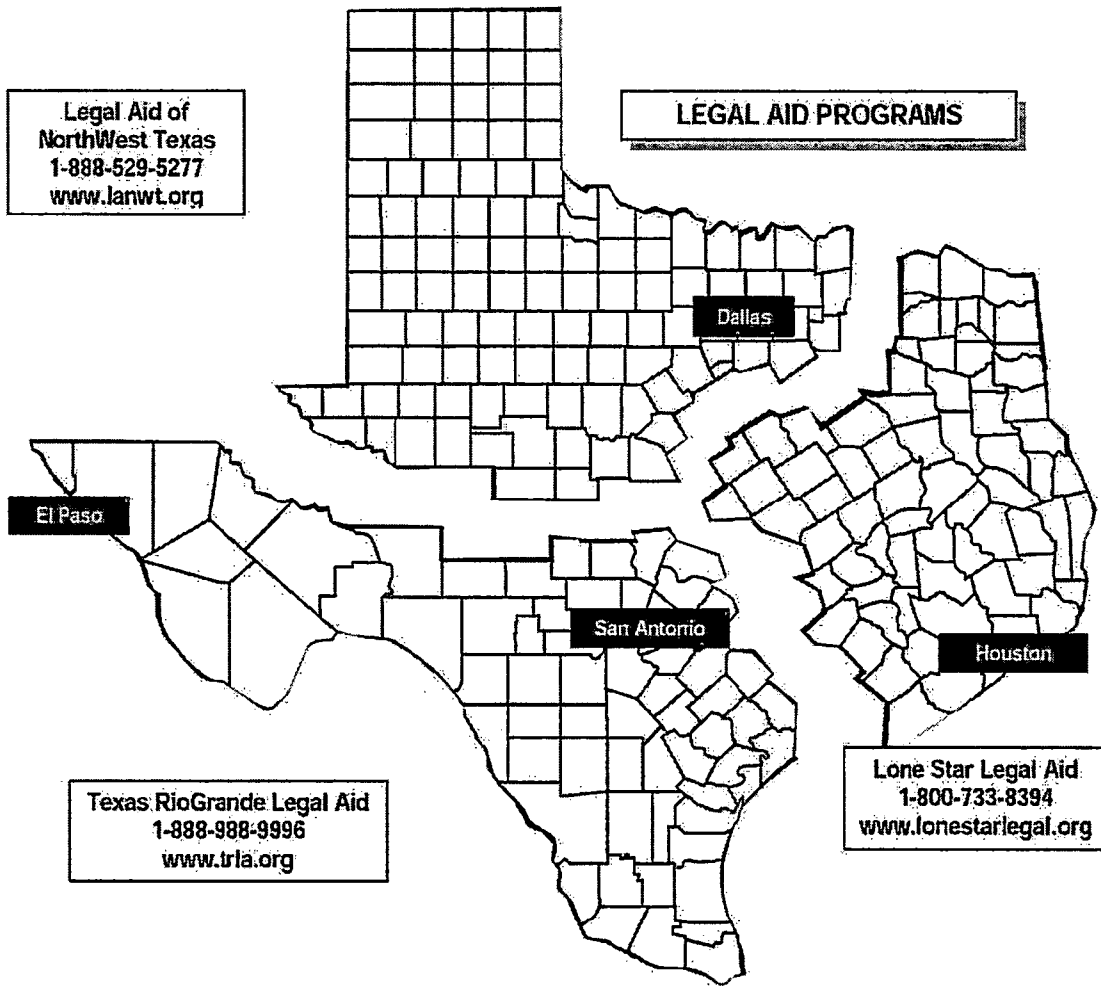 Legal Aid of
NorthWest Texas
1-888-529-5277
www.lanwt.org
LEGAL AID PROGRAMS
Dallas
El Paso
San Antonio
Houston
Texas RioGrande Legal Aid
1-888-988-9996
www.trla.org
Lone Star Legal Aid
1-800-733-8394
www.lonestarlegal.org